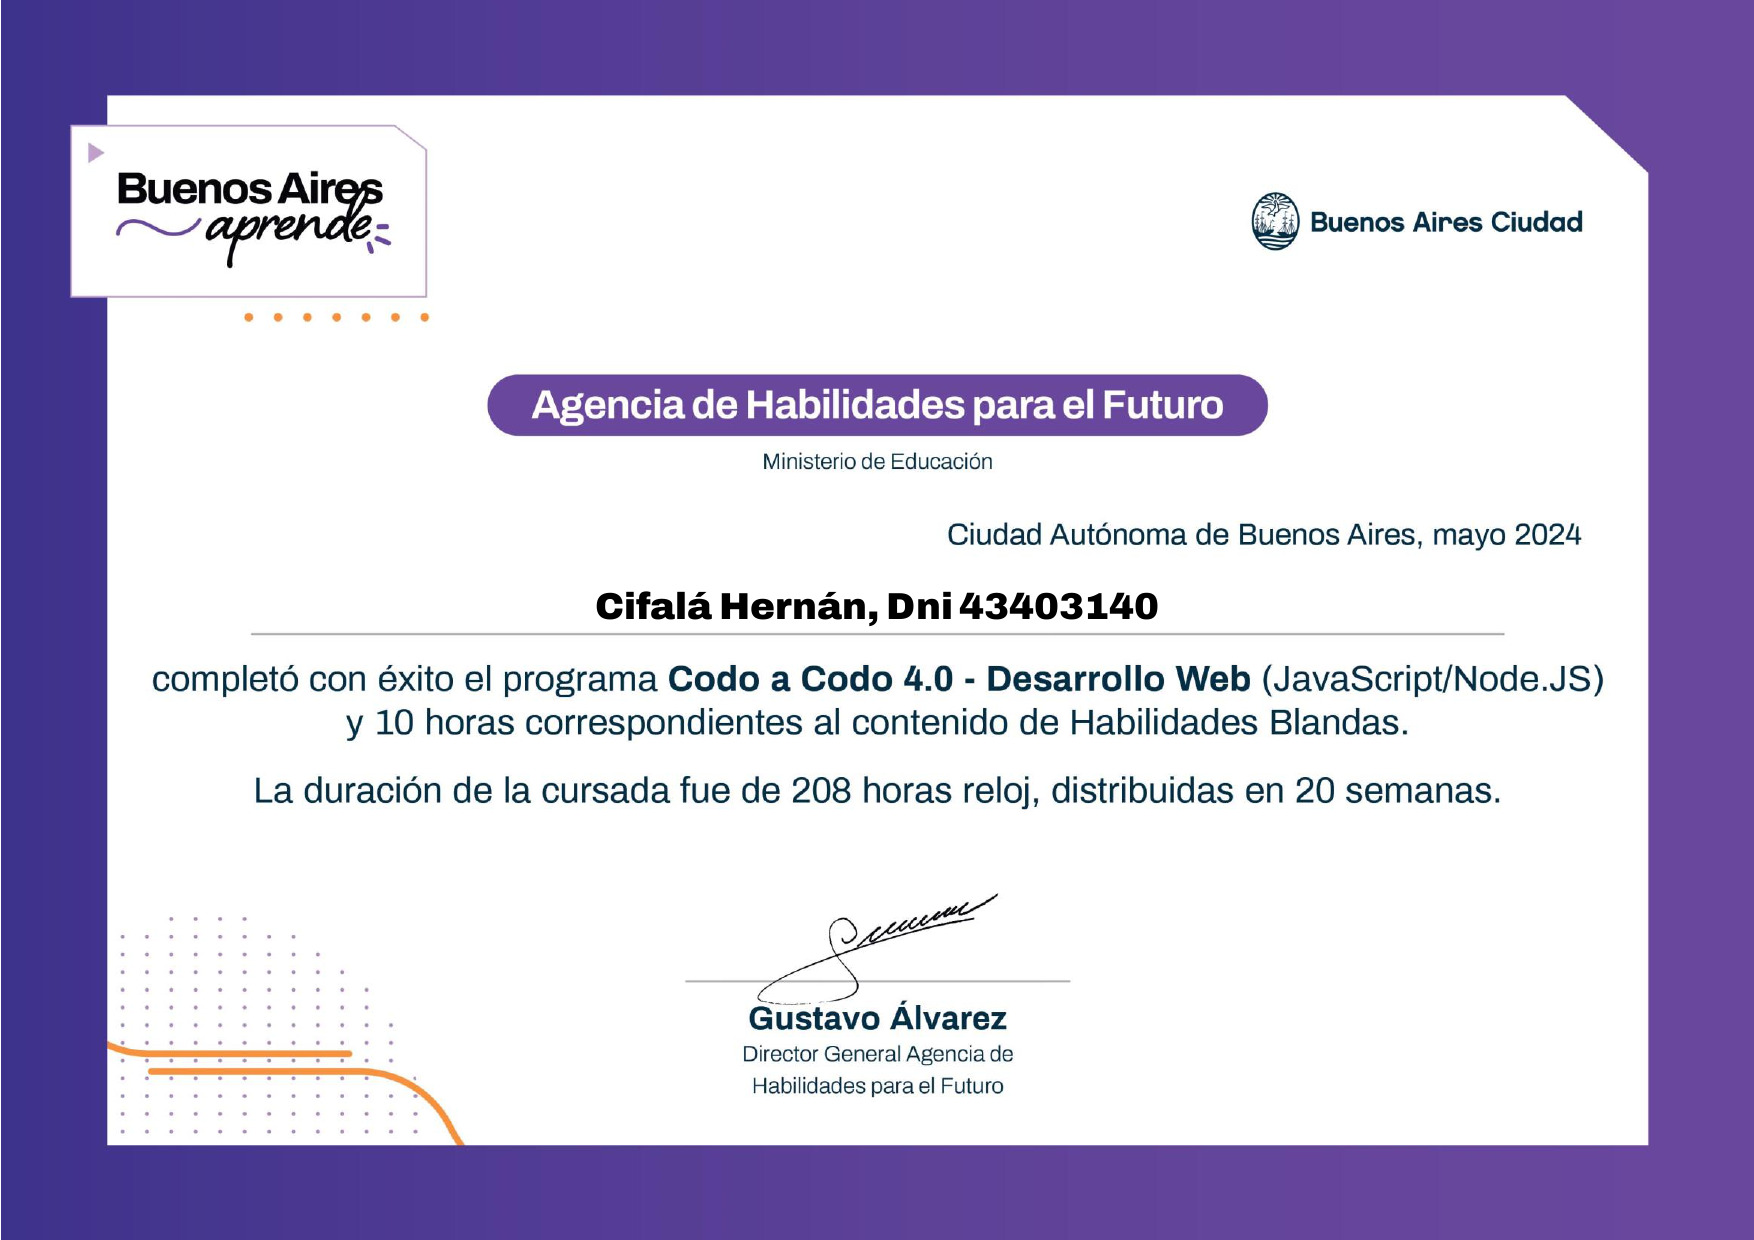 Buenos Aires
aprende
Buenos Aires Ciudad
Agencia de Habilidades para el Futuro
Ministerio de Educación
Ciudad Autónoma de Buenos Aires, mayo 2024
Cifalá Hernán, Dni 43403140
completó con éxito el programa Codo a Codo 4.0 - Desarrollo Web (JavaScript/Node.JS)
y 10 horas correspondientes al contenido de Habilidades Blandas.
La duración de la cursada fue de 208 horas reloj, distribuidas en 20 semanas.
Gustavo Álvarez
Director General Agencia de
Habilidades para el Futuro